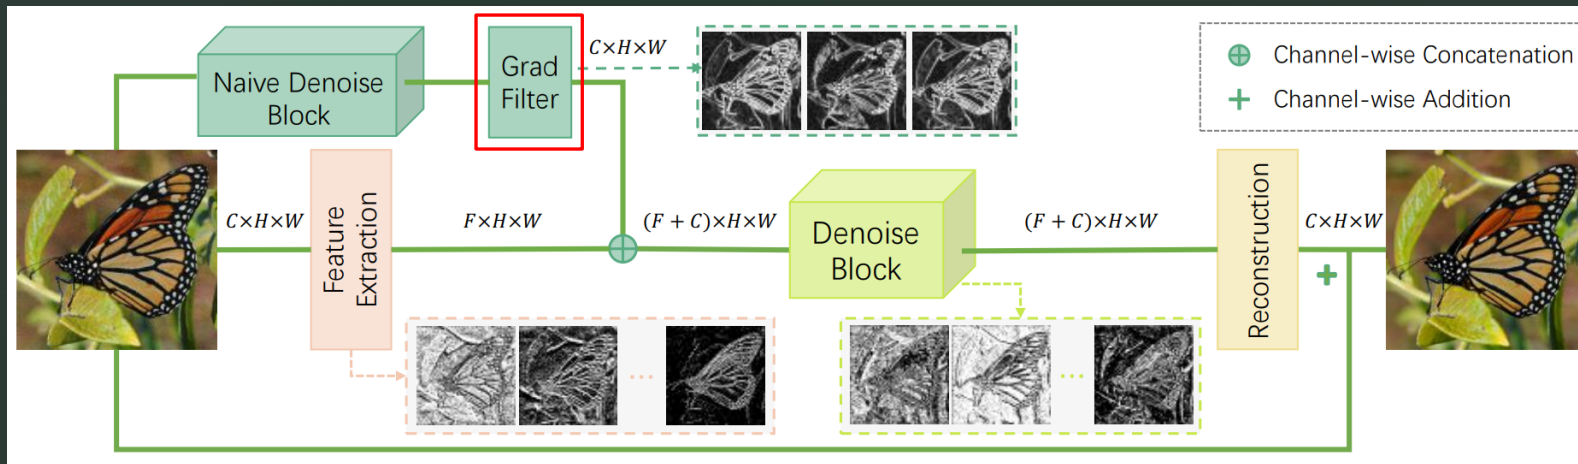 Naive Denoise
Block
Grad
Filter
C×H×W
Channel-wise Concatenation
Channel-wise Addition
C×H×W
Feature
Extraction
F×H×W
(F + C)×H×W
Denoise
Block
(F + C)×H×W
Reconstruction
C×H×W